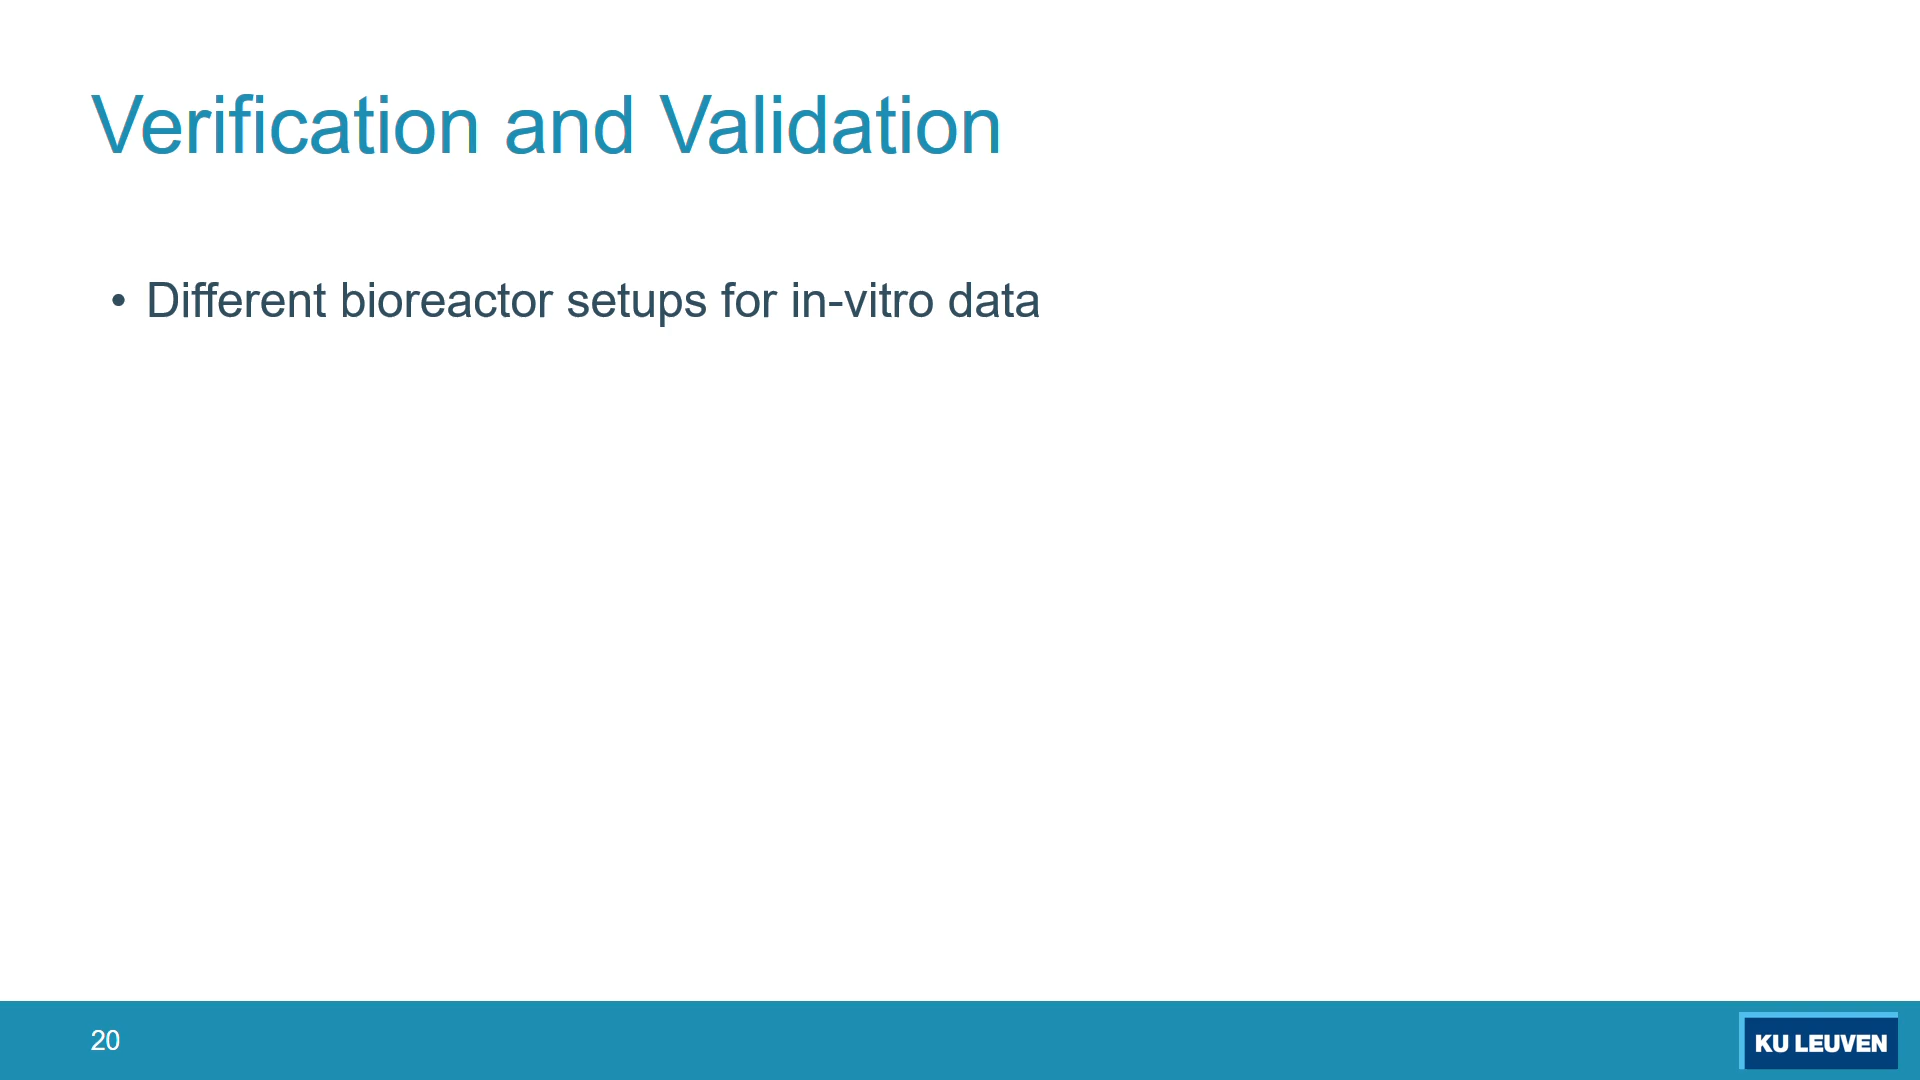 Verification and Validation
• Different bioreactor setups for in-vitro data
20
KU LEUVEN